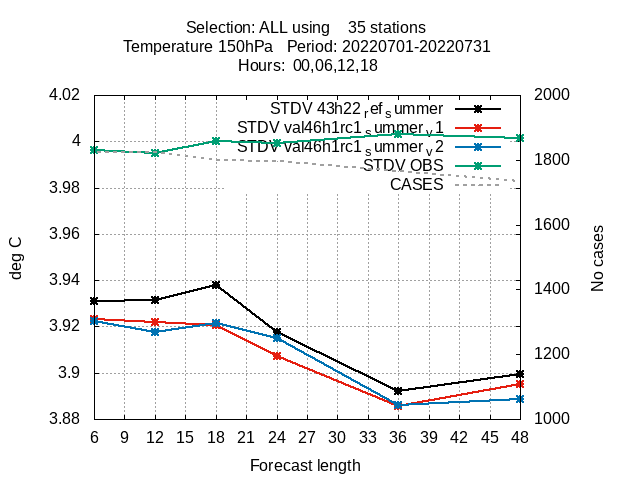 Selection: ALL using    35 stations
Temperature 150hPa   Period: 20220701-20220731
Hours:  00,06,12,18
4.02
4
3.98
3.96
3.94
3.92
3.9
3.88
2000
1800
1600
1400
1200
1000
STDV 43h22refsummer
STDV val46h1rc1summerv1
STDV val46h1rc1summerv2
STDV OBS
CASES
deg C
No cases
6 9 12 15 18 21 24 27 30 33 36 39 42 45 48
Forecast length